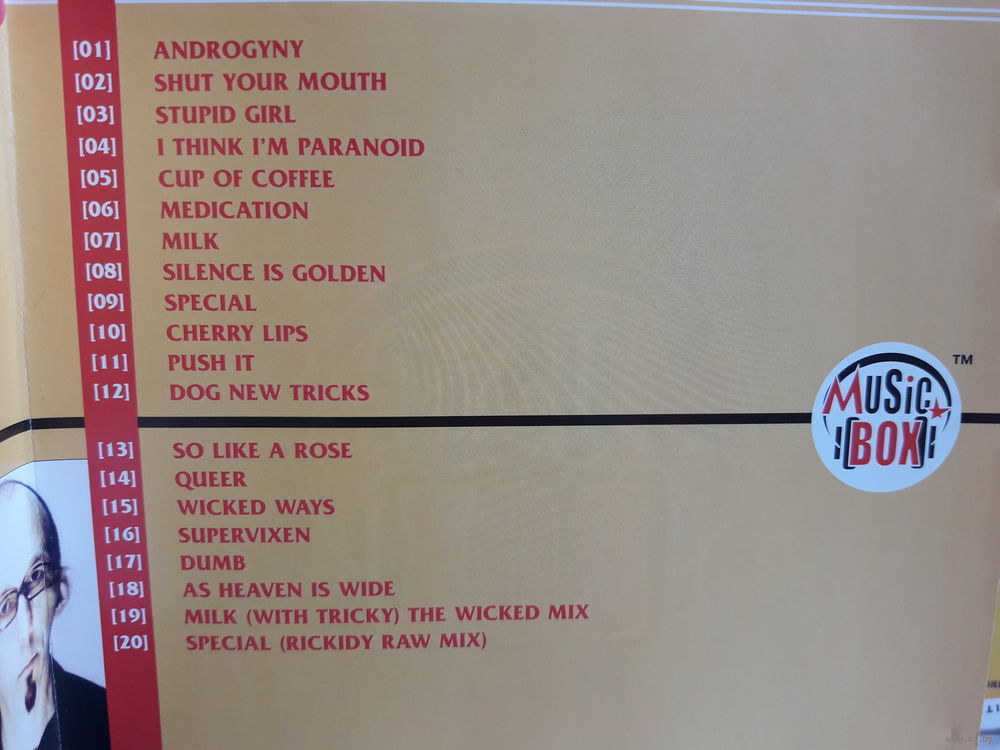 [01] ANDROGYNY
[02] SHUT YOUR MOUTH
[03] STUPID GIRL
[04] I THINK I'M PARANOID
[05] CUP OF COFFEE
[06] MEDICATION
[07] MILK
[08] SILENCE IS GOLDEN
[09] SPECIAL
[10] CHERRY LIPS
[11] PUSH IT
[12] DOG NEW TRICKS
MUSIC BOX TM
[13] SO LIKE A ROSE
[14] QUEER
[15] WICKED WAYS
[16] SUPERVIXEN
[17] DUMB
[18] AS HEAVEN IS WIDE
[19] MILK (WITH TRICKY) THE WICKED MIX
[20] SPECIAL (RICKIDY RAW MIX)